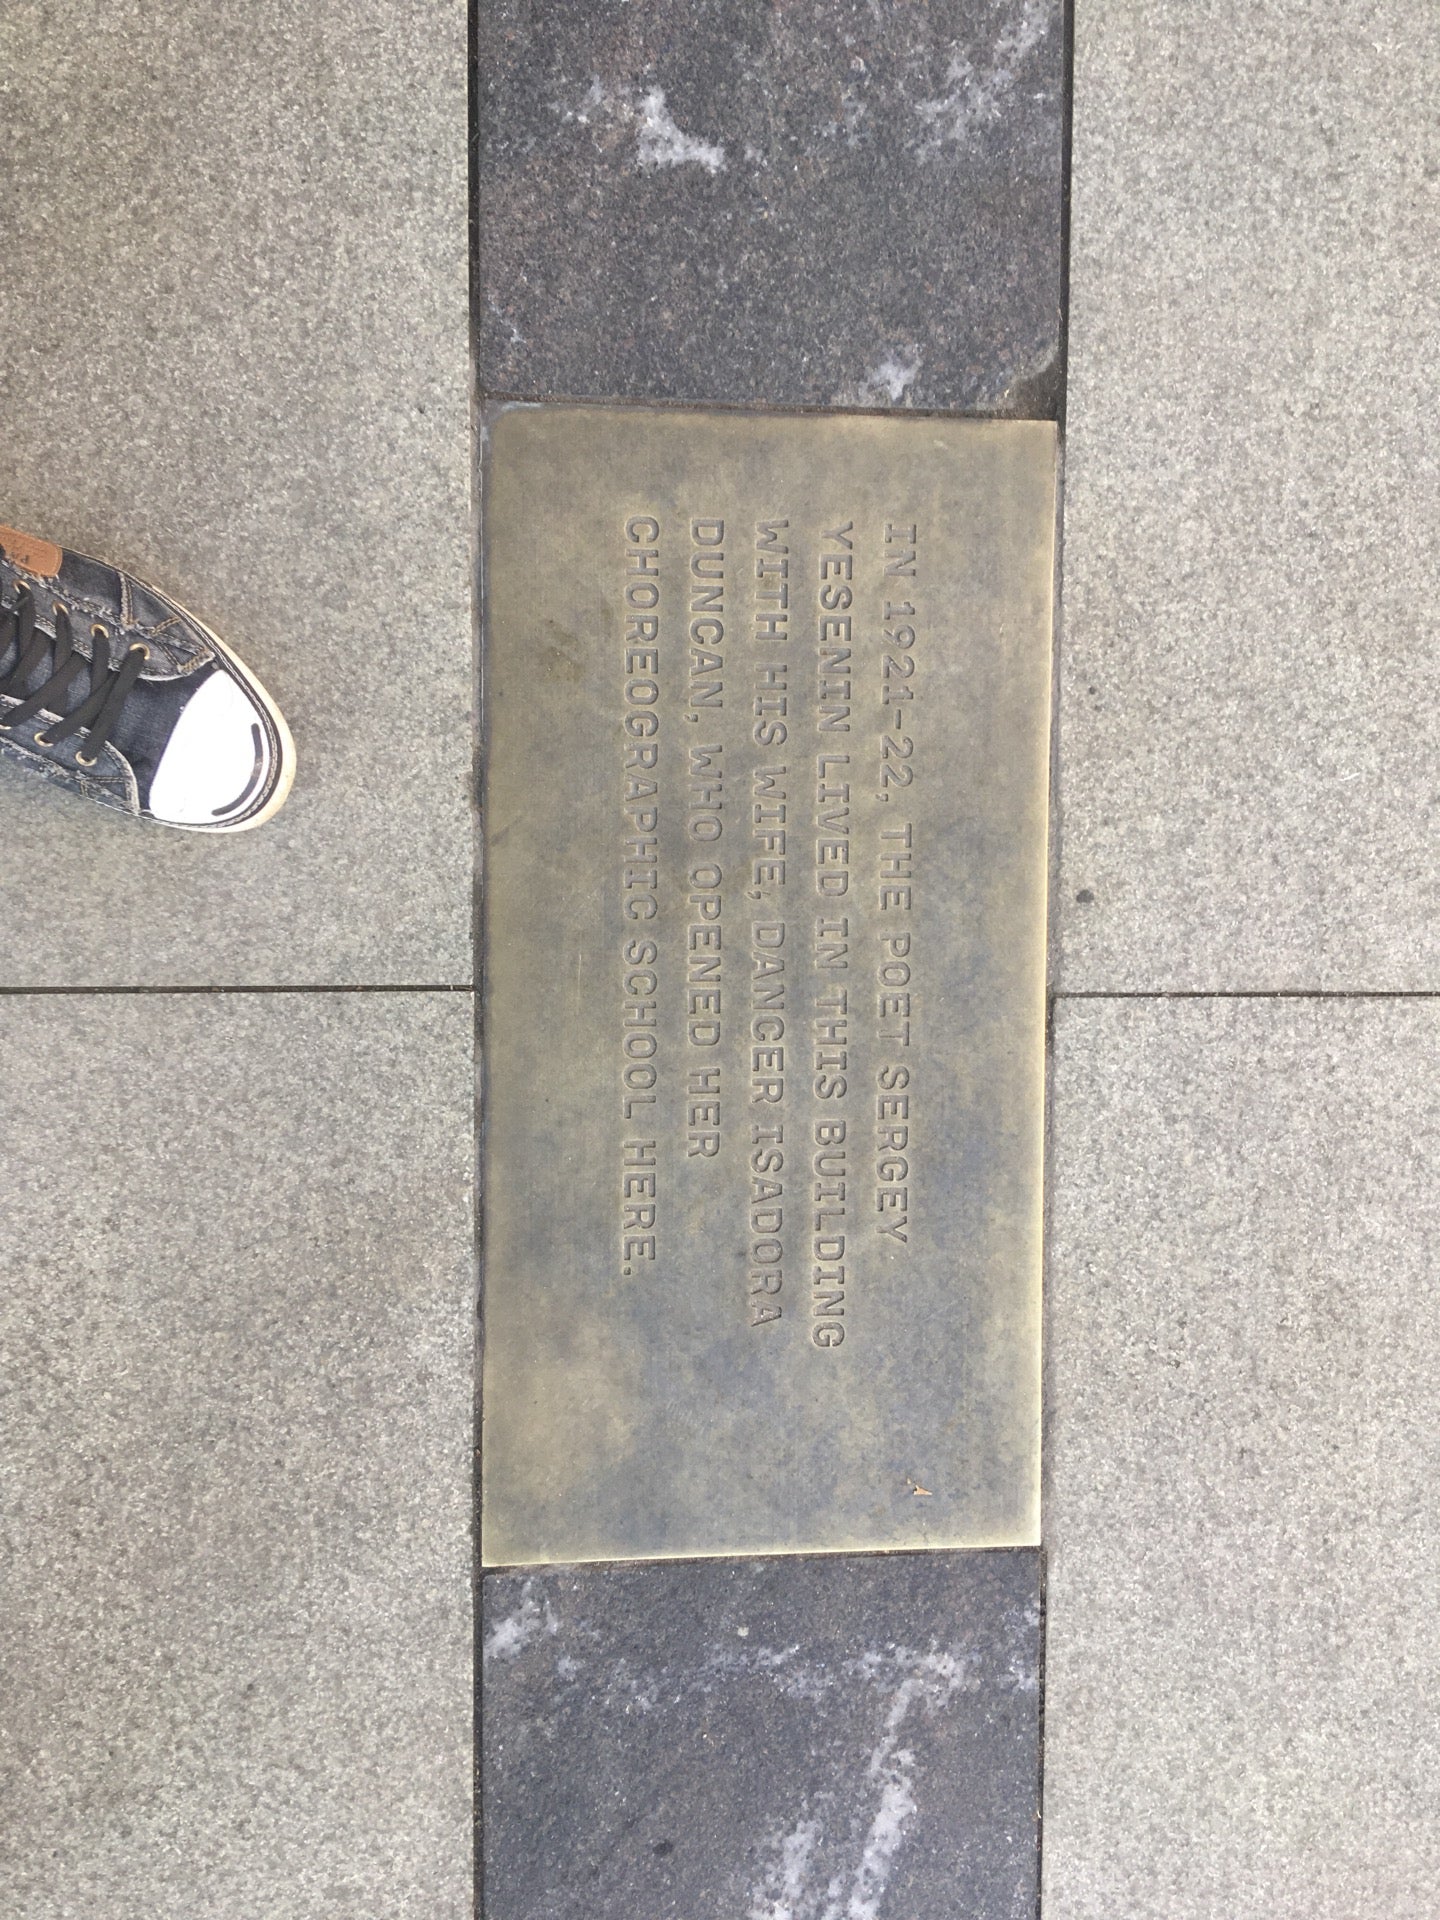 IN 1921-22, THE POET SERGEY
YESENIN LIVED IN THIS BUILDING
WITH HIS WIFE, DANCER ISADORA
DUNCAN, WHO OPENED HER
CHOREOGRAPHIC SCHOOL HERE.